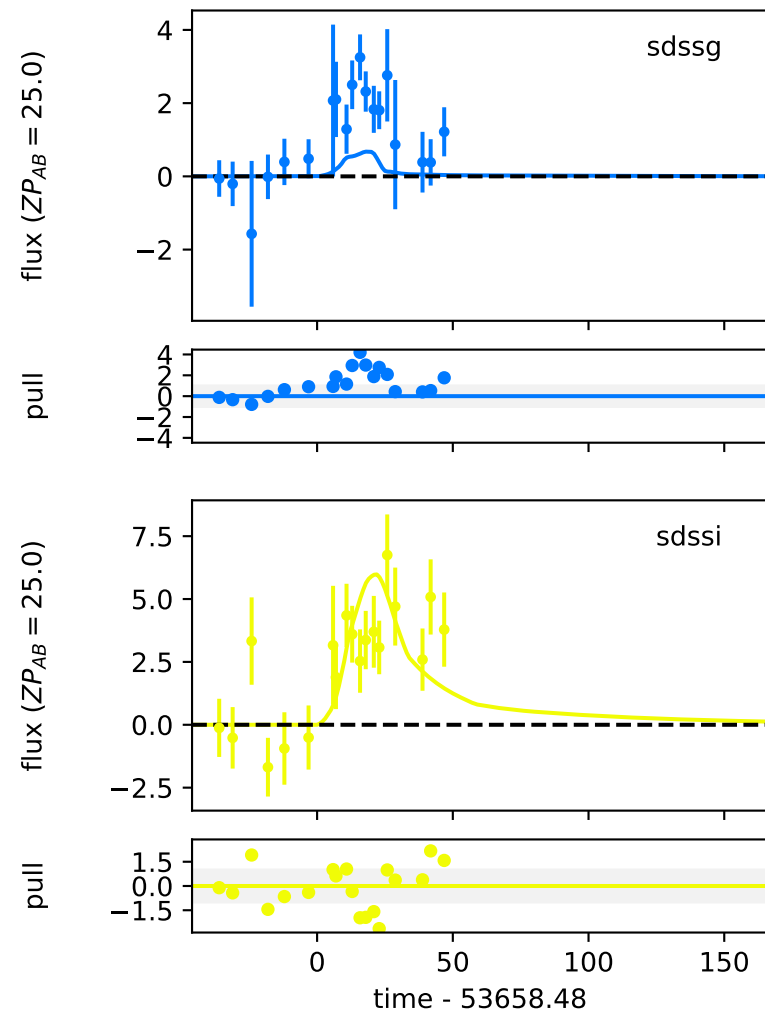 sdssg
flux (ZP_AB = 25.0)
4
2
0
−2
pull
4
2
0
−2
−4
sdssi
flux (ZP_AB = 25.0)
7.5
5.0
2.5
0.0
−2.5
pull
1.5
0.0
−1.5
0 50 100 150
time - 53658.48